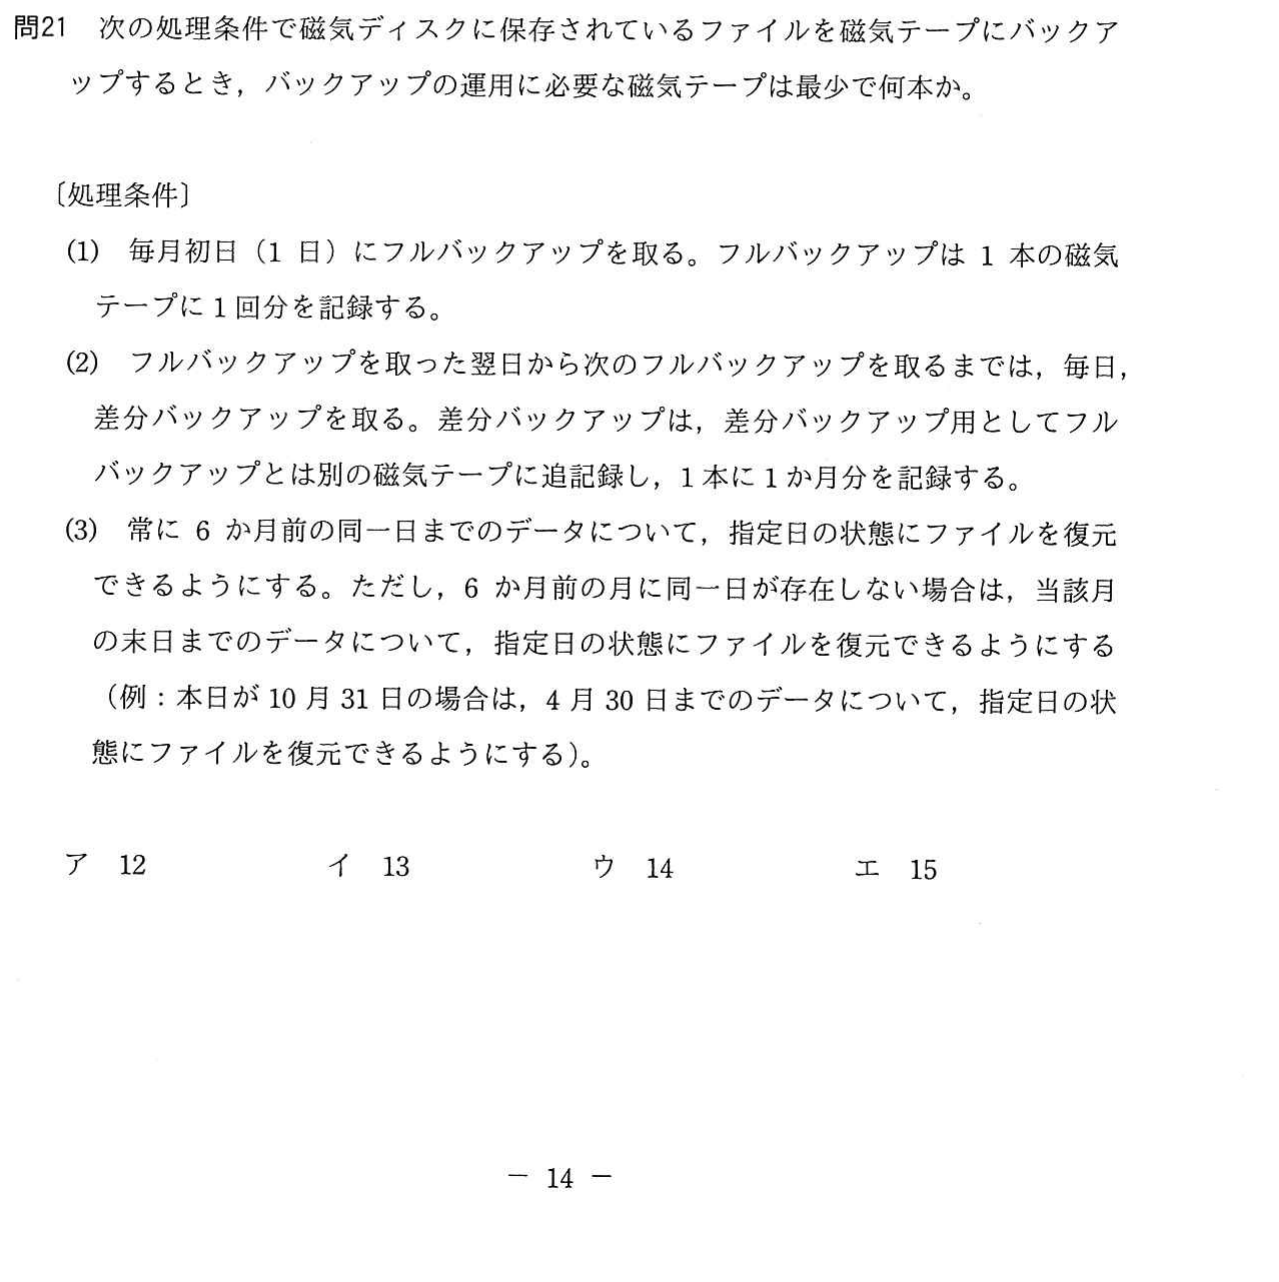 問21 次の処理条件で磁気ディスクに保存されているファイルを磁気テープにバックア
ップするとき，バックアップの運用に必要な磁気テープは最少で何本か。
〔処理条件〕
(1) 毎月初日（1 日）にフルバックアップを取る。フルバックアップは 1 本の磁気
テープに 1 回分を記録する。
(2) フルバックアップを取った翌日から次のフルバックアップを取るまでは，毎日，
差分バックアップを取る。差分バックアップは，差分バックアップ用としてフル
バックアップとは別の磁気テープに追記録し，1 本に 1 か月分を記録する。
(3) 常に 6 か月前の同一日までのデータについて，指定日の状態にファイルを復元
できるようにする。ただし，6 か月前の月に同一日が存在しない場合は，当該月
の末日までのデータについて，指定日の状態にファイルを復元できるようにする
（例：本日が 10 月 31 日の場合は，4 月 30 日までのデータについて，指定日の状
態にファイルを復元できるようにする）。
ア 12 イ 13 ウ 14 エ 15
－ 14 －